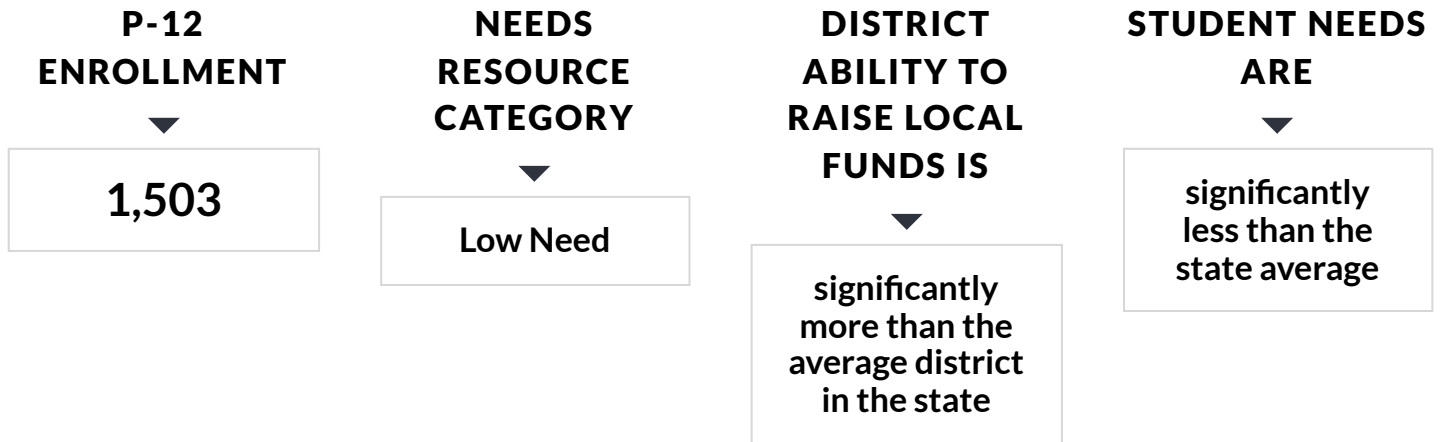 P-12
ENROLLMENT
1,503
NEEDS
RESOURCE
CATEGORY
Low Need
DISTRICT
ABILITY TO
RAISE LOCAL
FUNDS IS
significantly
more than the
average district
in the state
STUDENT NEEDS
ARE
significantly
less than the
state average